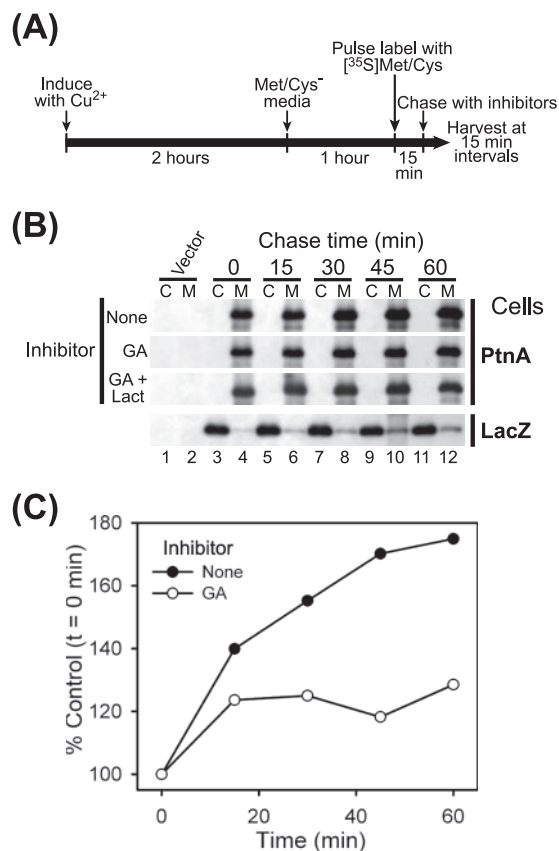 (A)
Induce
with Cu²⁺
Met/Cys⁻
media
Pulse label with
[³⁵S]Met/Cys
Chase with inhibitors
Harvest at
15 min
intervals
2 hours
1 hour
15
min
(B)
Vector
Chase time (min)
0 15 30 45 60
C M C M C M C M C M C M
Cells
Inhibitor
None
GA
GA +
Lact
PtnA
LacZ
1 2 3 4 5 6 7 8 9 10 11 12
(C)
% Control (t = 0 min)
180
160
140
120
100
Inhibitor
None
GA
0 20 40 60
Time (min)